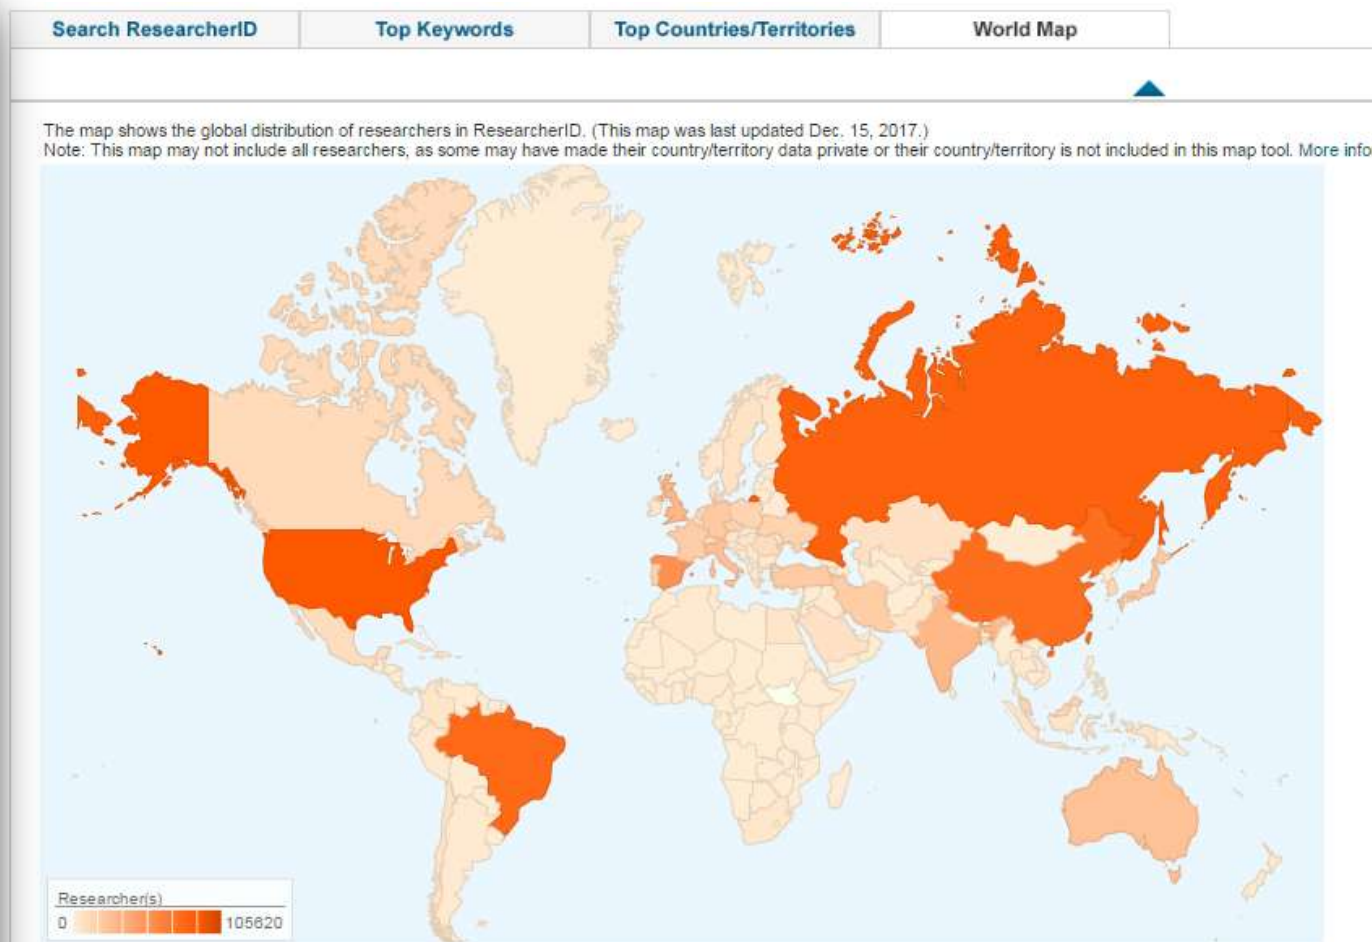 Search ResearcherID
Top Keywords
Top Countries/Territories
World Map
The map shows the global distribution of researchers in ResearcherID. (This map was last updated Dec. 15, 2017.)
Note: This map may not include all researchers, as some may have made their country/territory data private or their country/territory is not included in this map tool. More info
Researcher(s)
0 105620